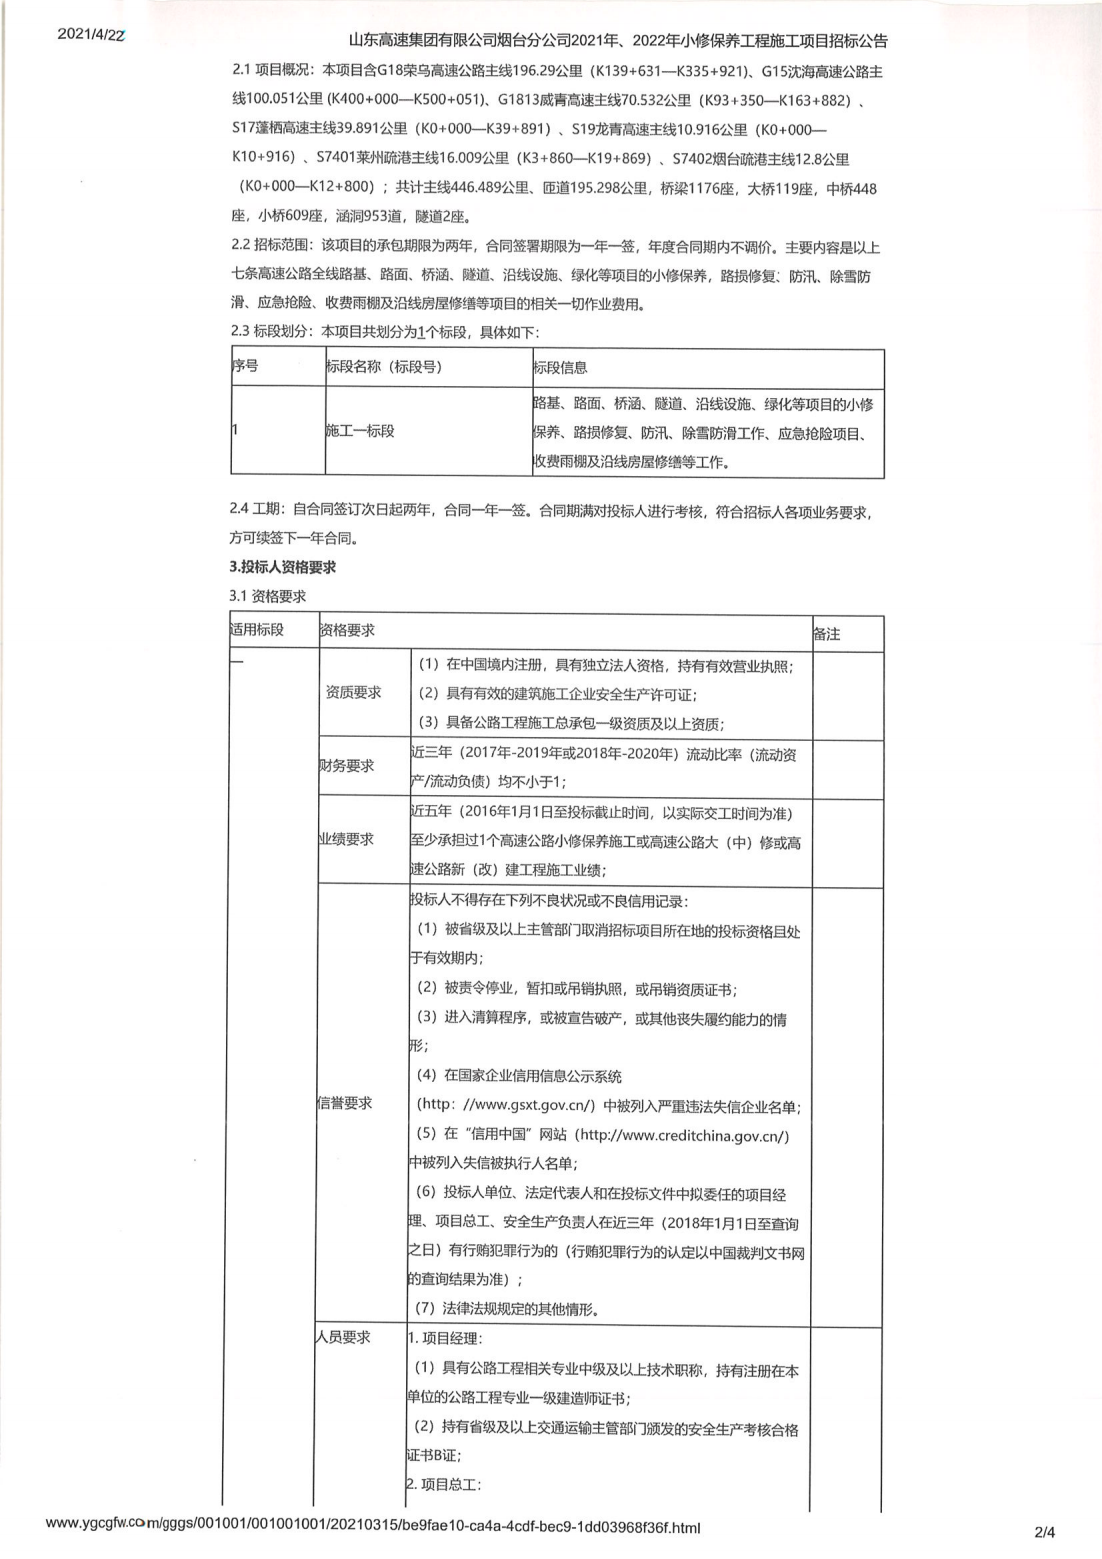 2021/4/22
山东高速集团有限公司烟台分公司2021年、2022年小修保养工程施工项目招标公告
2.1 项目概况：本项目含G18荣乌高速公路主线196.29公里（K139+631—K335+921)、G15沈海高速公路主
线100.051公里 (K400+000—K500+051)、G1813威青高速主线70.532公里（K93+350—K163+882）、
S17蓬栖高速主线39.891公里（K0+000—K39+891）、S19龙青高速主线10.916公里（K0+000—
K10+916）、S7401莱州疏港主线16.009公里（K3+860—K19+869）、S7402烟台疏港主线12.8公里
（K0+000—K12+800）；共计主线446.489公里、匝道195.298公里，桥梁1176座，大桥119座，中桥448
座，小桥609座，涵洞953道，隧道2座。
2.2 招标范围：该项目的承包期限为两年，合同签署期限为一年一签，年度合同期内不调价。主要内容是以上
七条高速公路全线路基、路面、桥涵、隧道、沿线设施、绿化等项目的小修保养，路损修复；防汛、除雪防
滑、应急抢险、收费雨棚及沿线房屋修缮等项目的相关一切作业费用。
2.3 标段划分：本项目共划分为1个标段，具体如下：
序号 标段名称（标段号） 标段信息
路基、路面、桥涵、隧道、沿线设施、绿化等项目的小修
1 施工一标段 保养、路损修复、防汛、除雪防滑工作、应急抢险项目、
收费雨棚及沿线房屋修缮等工作。
2.4 工期：自合同签订次日起两年，合同一年一签。合同期满对投标人进行考核，符合招标人各项业务要求，
方可续签下一年合同。
3.投标人资格要求
3.1 资格要求
适用标段 资格要求 备注
一 （1）在中国境内注册，具有独立法人资格，持有有效营业执照；
资质要求 （2）具有有效的建筑施工企业安全生产许可证；
（3）具备公路工程施工总承包一级资质及以上资质；
近三年（2017年-2019年或2018年-2020年）流动比率（流动资
财务要求
产/流动负债）均不小于1；
近五年（2016年1月1日至投标截止时间，以实际交工时间为准）
业绩要求 至少承担过1个高速公路小修保养施工或高速公路大（中）修或高
速公路新（改）建工程施工业绩；
投标人不得存在下列不良状况或不良信用记录：
（1）被省级及以上主管部门取消招标项目所在地的投标资格且处
于有效期内；
（2）被责令停业，暂扣或吊销执照，或吊销资质证书；
（3）进入清算程序，或被宣告破产，或其他丧失履约能力的情
形；
（4）在国家企业信用信息公示系统
信誉要求 （http：//www.gsxt.gov.cn/）中被列入严重违法失信企业名单；
（5）在“信用中国”网站（http://www.creditchina.gov.cn/）
中被列入失信被执行人名单；
（6）投标人单位、法定代表人和在投标文件中拟委任的项目经
理、项目总工、安全生产负责人在近三年（2018年1月1日至查询
之日）有行贿犯罪行为的（行贿犯罪行为的认定以中国裁判文书网
的查询结果为准）；
（7）法律法规规定的其他情形。
人员要求 1. 项目经理：
（1）具有公路工程相关专业中级及以上技术职称，持有注册在本
单位的公路工程专业一级建造师证书；
（2）持有省级及以上交通运输主管部门颁发的安全生产考核合格
证书B证；
2. 项目总工：
www.ygcgfw.com/gggs/001001/001001001/20210315/be9fae10-ca4a-4cdf-bec9-1dd03968f36f.html
2/4